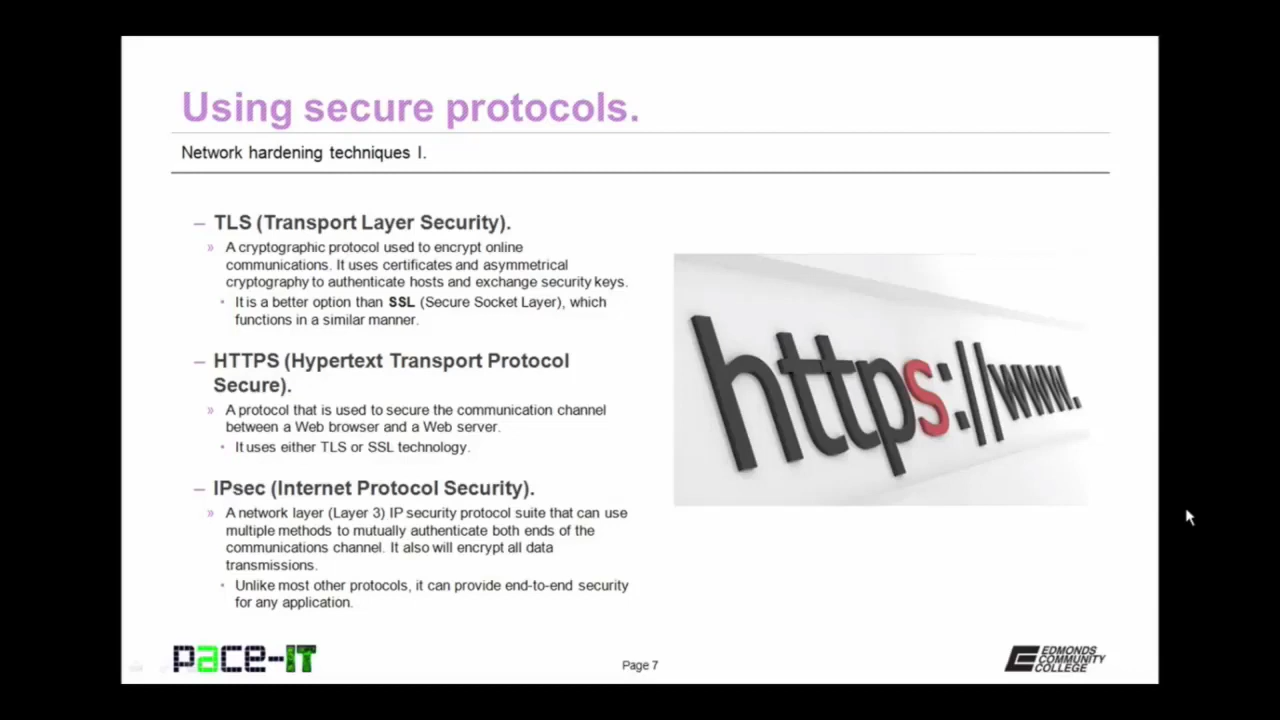 Using secure protocols.
Network hardening techniques I.
– TLS (Transport Layer Security).
» A cryptographic protocol used to encrypt online
communications. It uses certificates and asymmetrical
cryptography to authenticate hosts and exchange security keys.
• It is a better option than SSL (Secure Socket Layer), which
functions in a similar manner.
– HTTPS (Hypertext Transport Protocol
Secure).
» A protocol that is used to secure the communication channel
between a Web browser and a Web server.
• It uses either TLS or SSL technology.
– IPsec (Internet Protocol Security).
» A network layer (Layer 3) IP security protocol suite that can use
multiple methods to mutually authenticate both ends of the
communications channel. It also will encrypt all data
transmissions.
• Unlike most other protocols, it can provide end-to-end security
for any application.
https://www.
pace-IT
Page 7
EDMONDS
COMMUNITY
COLLEGE